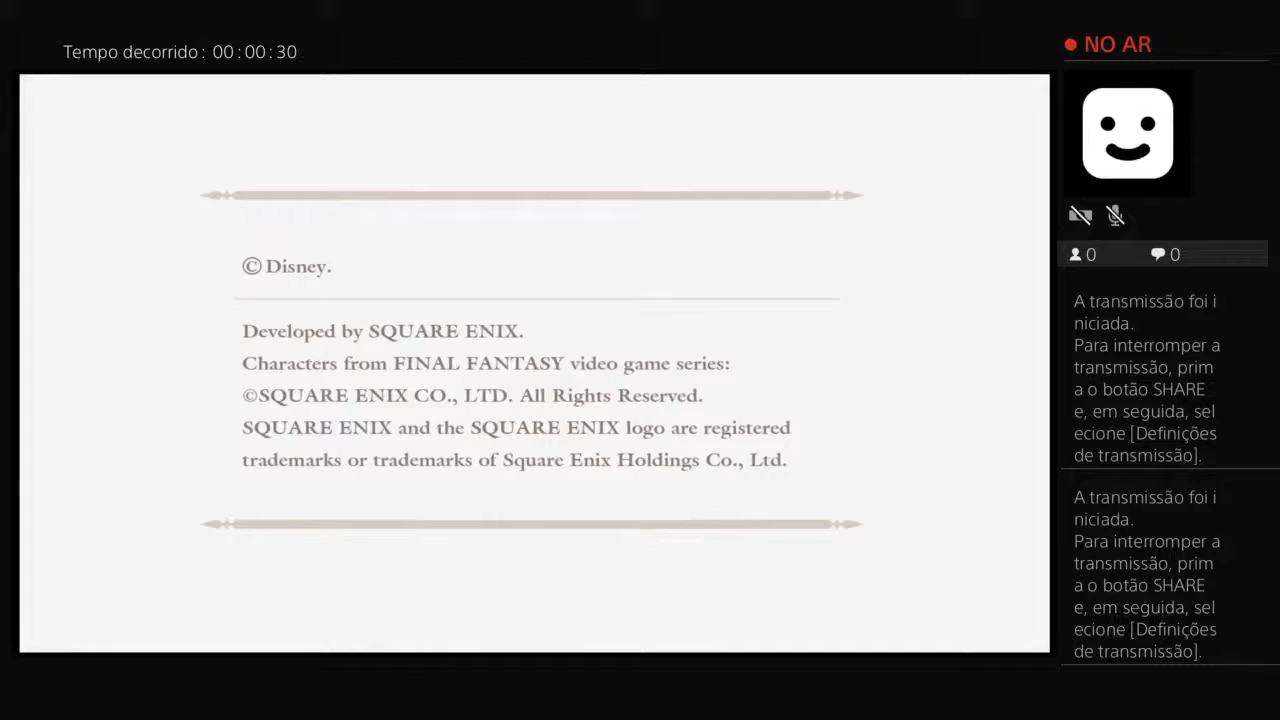 Tempo decorrido: 00:00:30
NO AR
0
0
© Disney.
Developed by SQUARE ENIX.
Characters from FINAL FANTASY video game series:
©SQUARE ENIX CO., LTD. All Rights Reserved.
SQUARE ENIX and the SQUARE ENIX logo are registered
trademarks or trademarks of Square Enix Holdings Co., Ltd.
A transmissão foi i
niciada.
Para interromper a
transmissão, prim
a o botão SHARE
e, em seguida, sel
ecione [Definições
de transmissão].
A transmissão foi i
niciada.
Para interromper a
transmissão, prim
a o botão SHARE
e, em seguida, sel
ecione [Definições
de transmissão].